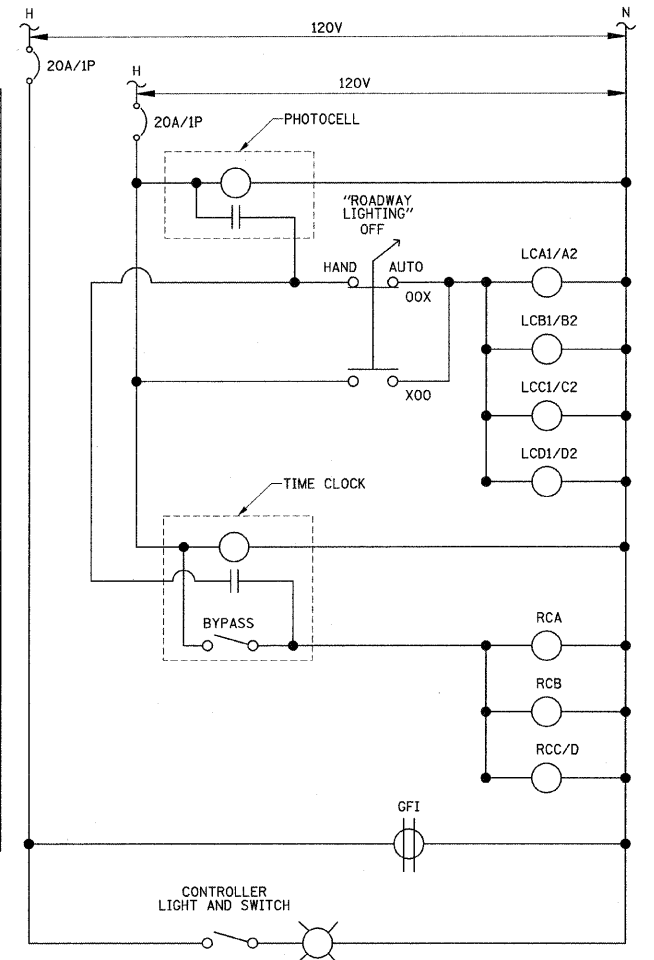 H
N
120V
20A/1P
H
120V
20A/1P
PHOTOCELL
"ROADWAY
LIGHTING"
OFF
HAND
AUTO
LCA1/A2
OOX
LCB1/B2
LCC1/C2
XOO
LCD1/D2
TIME CLOCK
BYPASS
RCA
RCB
RCC/D
GFI
CONTROLLER
LIGHT AND SWITCH